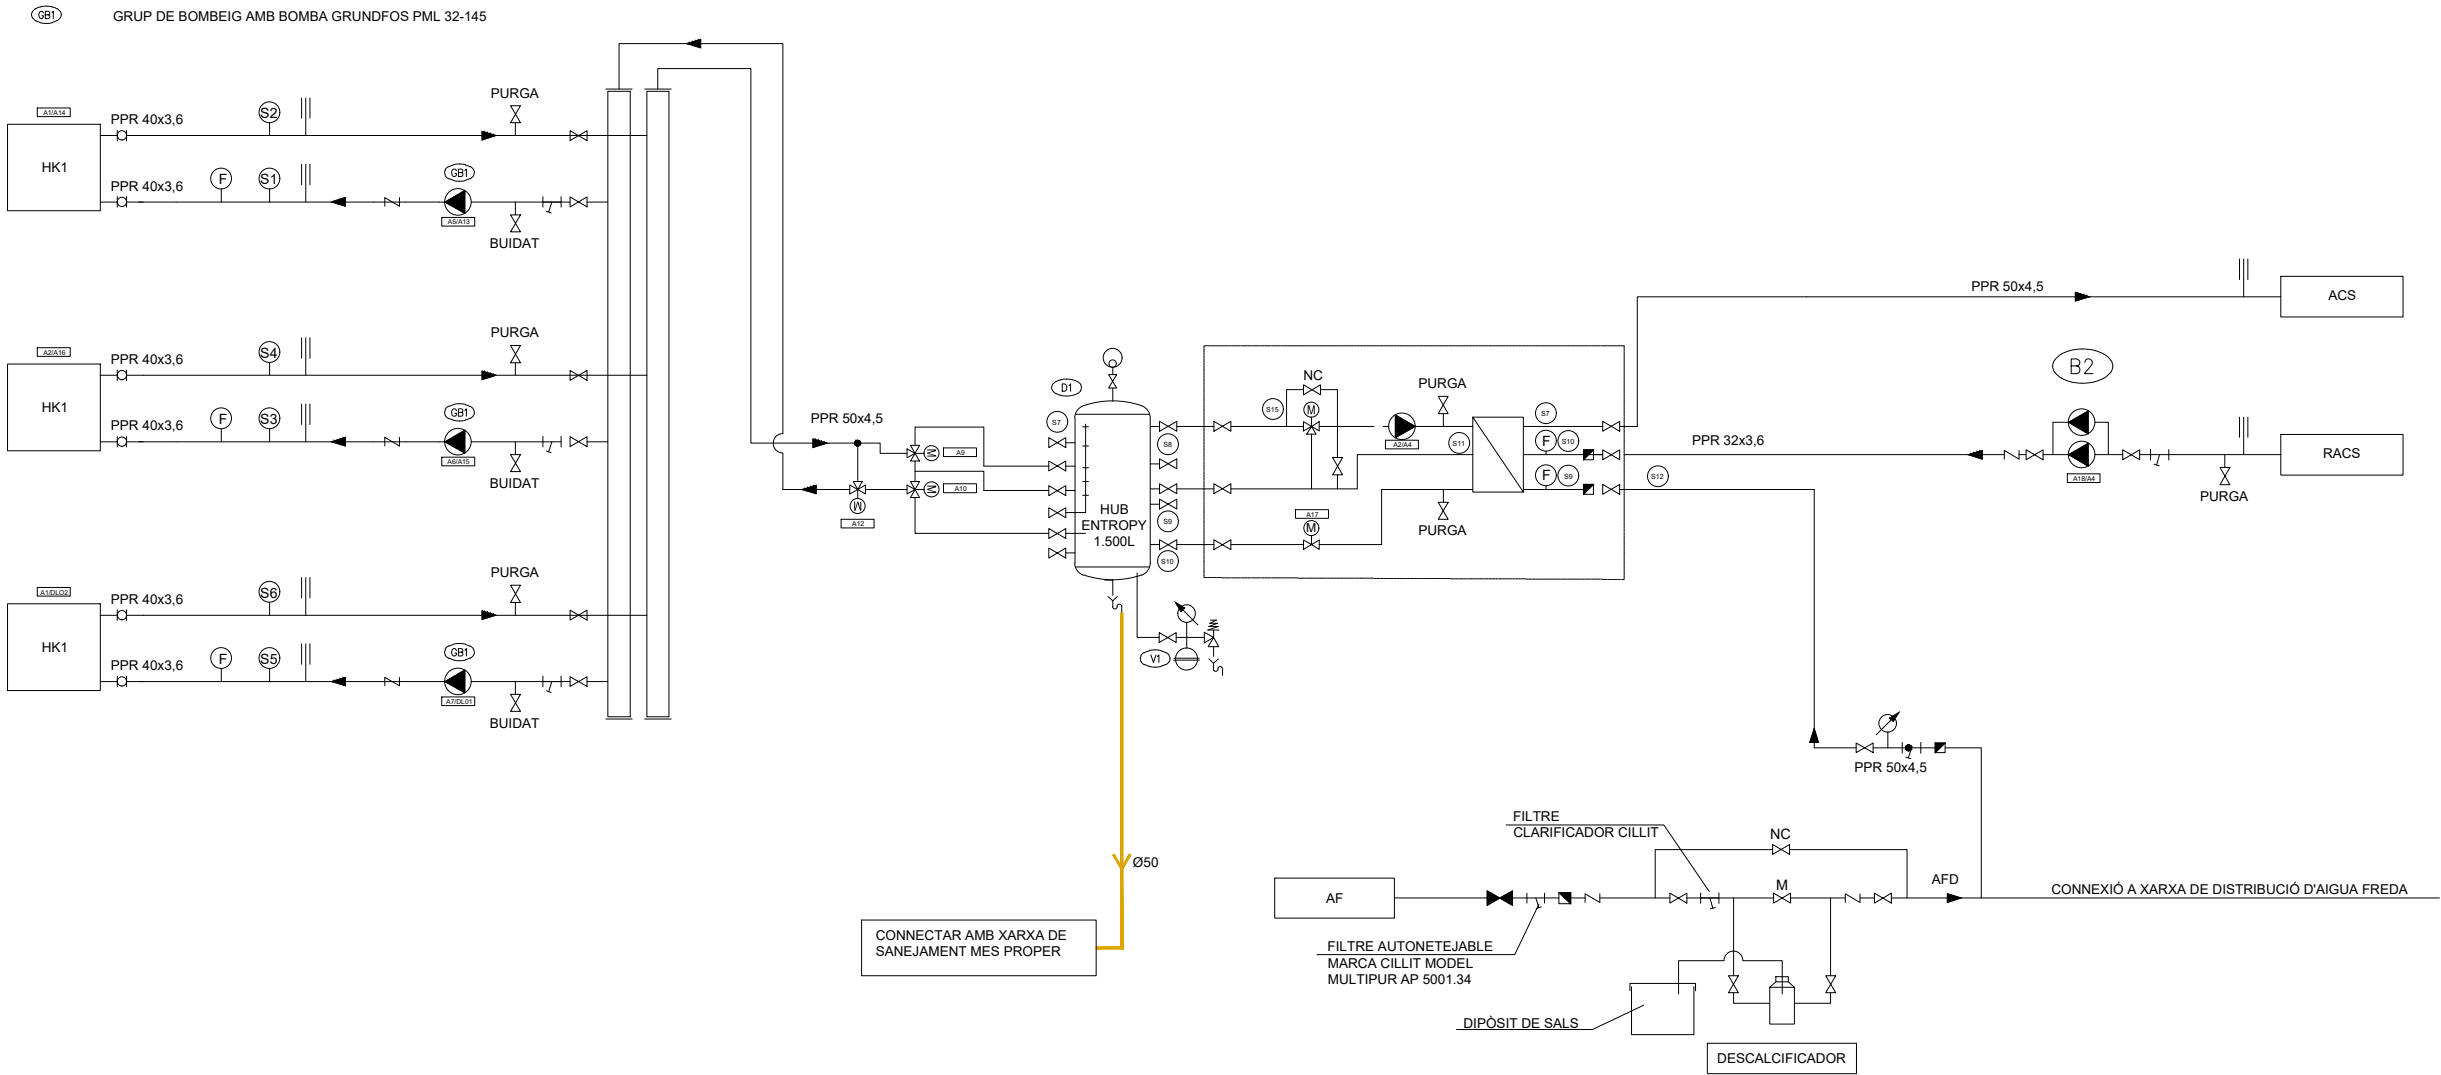 GB1 GRUP DE BOMBEIG AMB BOMBA GRUNDFOS PML 32-145
PURGA
A1/A14
PPR 40x3,6
S2
HK1
GB1
PPR 40x3,6
F
S1
A5/A13
BUIDAT
PURGA
A2/A16
PPR 40x3,6
S4
HK1
GB1
PPR 40x3,6
F
S3
A6/A15
BUIDAT
PURGA
A1/DLO2
PPR 40x3,6
S6
HK1
GB1
PPR 40x3,6
F
S5
A7/DL01
BUIDAT
PPR 50x4,5
M
A9
M
A10
M
A12
D1
S7
HUB
ENTROPY
1.500L
S8
S9
S10
V1
NC
S15
M
PURGA
A2/A4
S11
S7
F
S10
F
S9
A17
M
PURGA
S12
PPR 50x4,5
ACS
B2
PPR 32x3,6
A18/A4
RACS
PURGA
PPR 50x4,5
Ø50
CONNECTAR AMB XARXA DE
SANEJAMENT MES PROPER
FILTRE
CLARIFICADOR CILLIT
NC
M
AFD
CONNEXIÓ A XARXA DE DISTRIBUCIÓ D'AIGUA FREDA
AF
FILTRE AUTONETEJABLE
MARCA CILLIT MODEL
MULTIPUR AP 5001.34
DIPÒSIT DE SALS
DESCALCIFICADOR